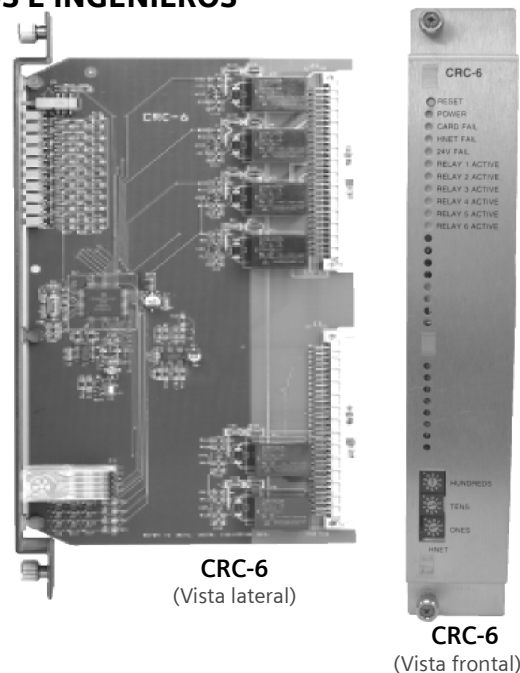 S E INGENIEROS
CRC-6
CRC-6
RESET
POWER
CARD FAIL
HNET FAIL
24V FAIL
RELAY 1 ACTIVE
RELAY 2 ACTIVE
RELAY 3 ACTIVE
RELAY 4 ACTIVE
RELAY 5 ACTIVE
RELAY 6 ACTIVE
HUNDREDS
TENS
ONES
HNET
CRC-6
(Vista lateral)
CRC-6
(Vista frontal)